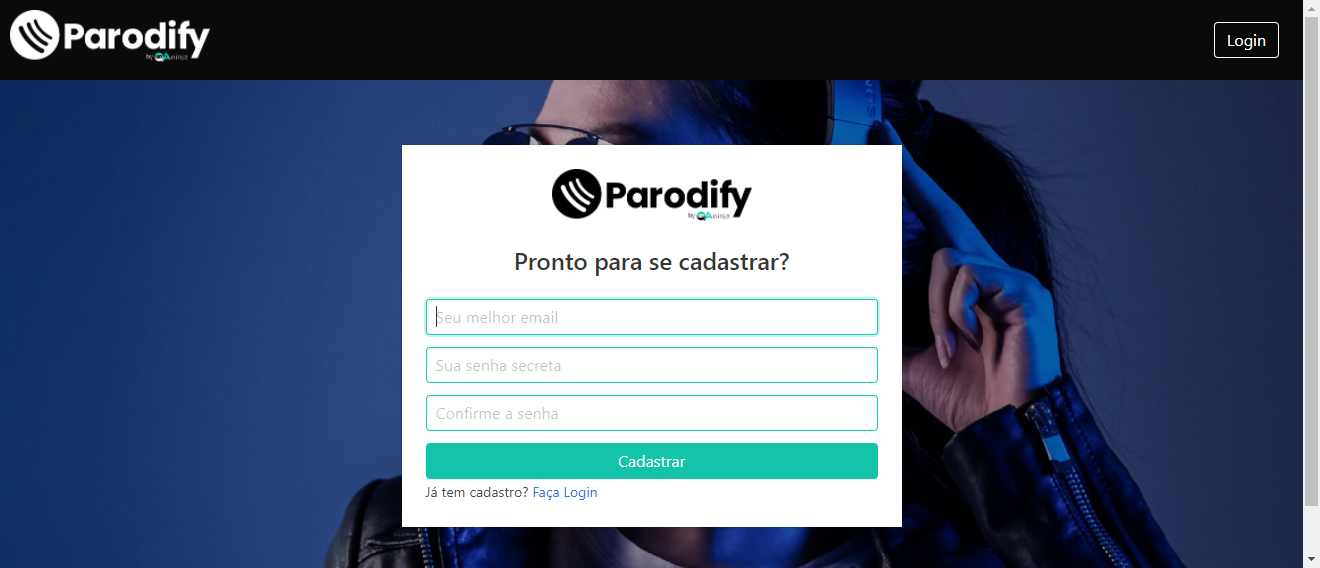 Parodify
by QAninja
Login
Parodify
by QAninja
Pronto para se cadastrar?
Seu melhor email
Sua senha secreta
Confirme a senha
Cadastrar
Já tem cadastro? Faça Login